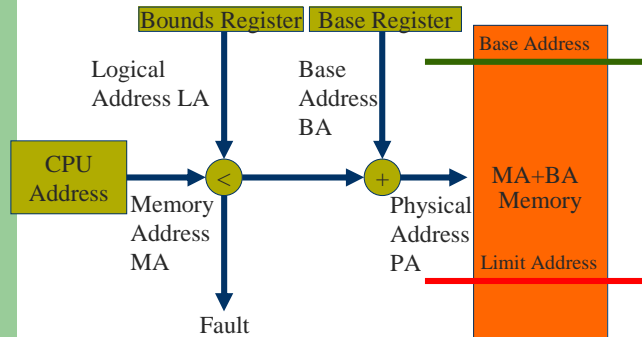 Bounds Register
Base Register
Base Address
Logical
Address LA
Base
Address
BA
CPU
Address
<
+
MA+BA
Memory
Memory
Address
MA
Physical
Address
PA
Limit Address
Fault